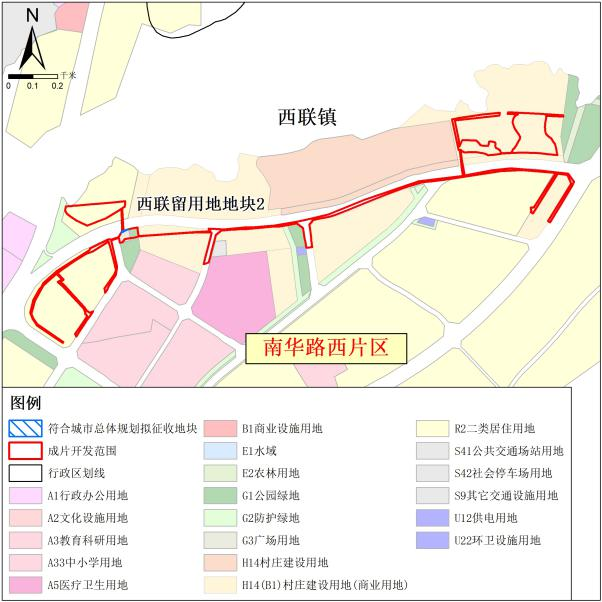 N
千米
0 0.1 0.2
西联镇
西联留用地地块2
南华路西片区
图例
符合城市总体规划拟征收地块
成片开发范围
行政区划线
A1行政办公用地
A2文化设施用地
A3教育科研用地
A33中小学用地
A5医疗卫生用地
B1商业设施用地
E1水域
E2农林用地
G1公园绿地
G2防护绿地
G3广场用地
H14村庄建设用地
H14(B1)村庄建设用地(商业用地)
R2二类居住用地
S41公共交通场站用地
S42社会停车场用地
S9其它交通设施用地
U12供电用地
U22环卫设施用地